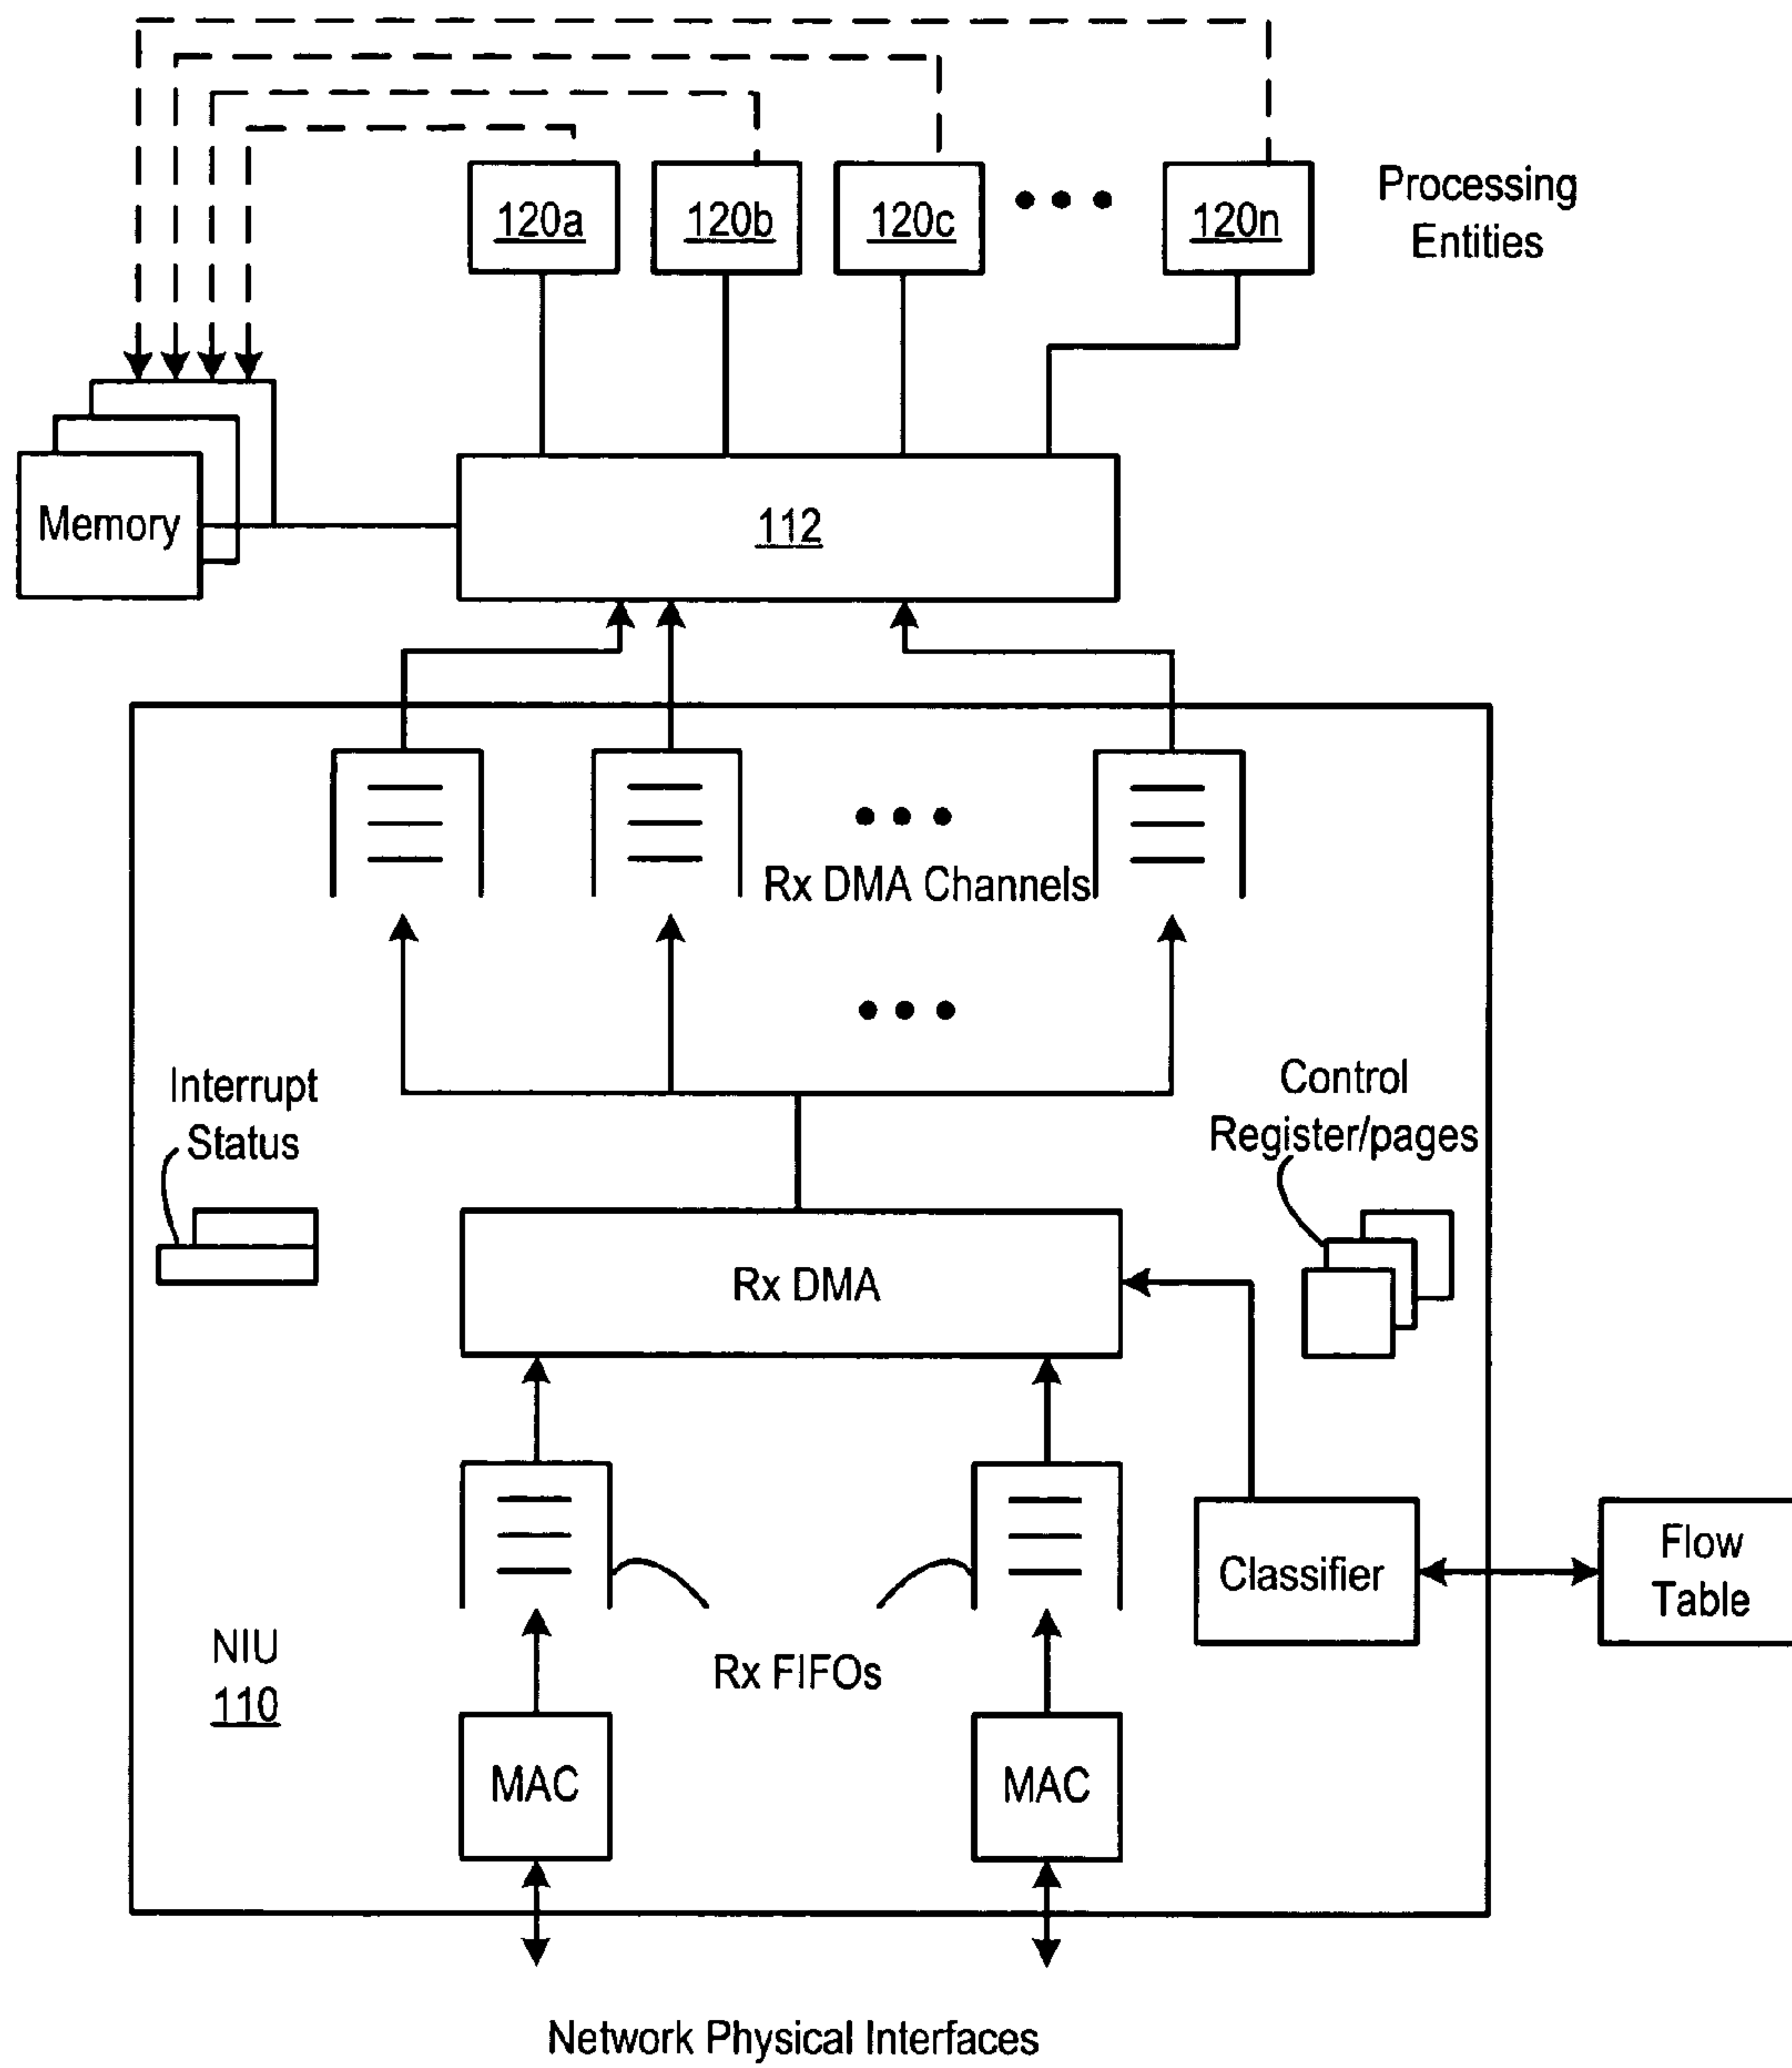 120a
120b
120c
120n
Processing
Entities
Memory
112
Rx DMA Channels
Interrupt
Status
Control
Register/pages
Rx DMA
Classifier
Flow
Table
NIU
110
Rx FIFOs
MAC
MAC
Network Physical Interfaces